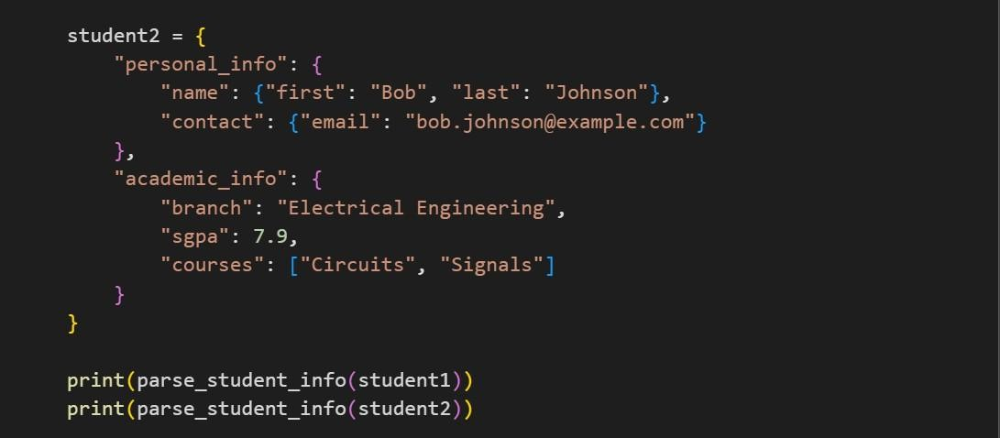 student2 = {
    "personal_info": {
        "name": {"first": "Bob", "last": "Johnson"},
        "contact": {"email": "bob.johnson@example.com"}
    },
    "academic_info": {
        "branch": "Electrical Engineering",
        "sgpa": 7.9,
        "courses": ["Circuits", "Signals"]
    }
}
print(parse_student_info(student1))
print(parse_student_info(student2))